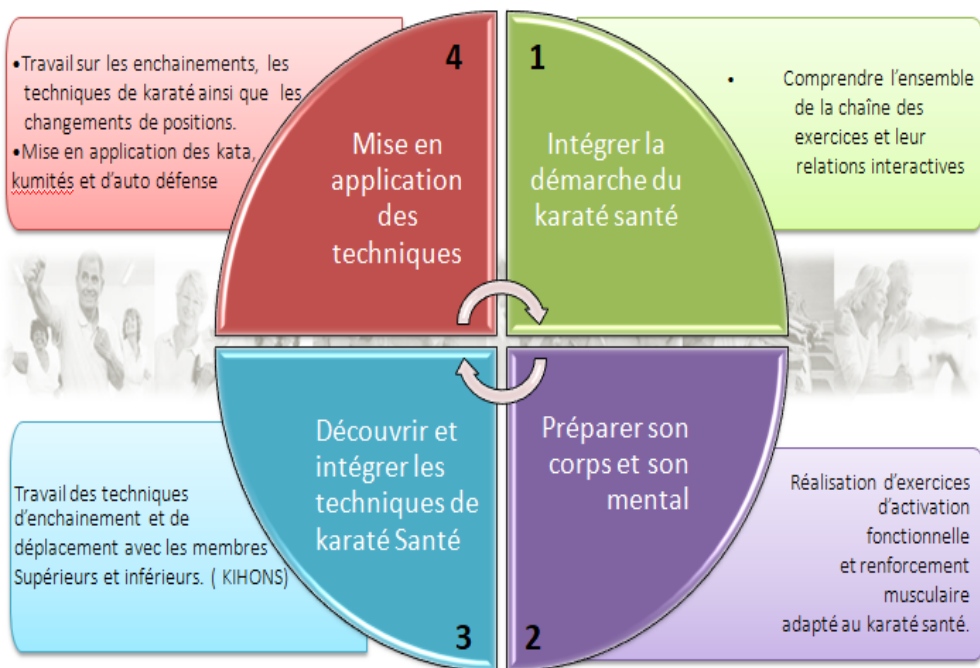 •Travail sur les enchainements, les
techniques de karaté ainsi que les
changements de positions.
•Mise en application des kata,
kumités et d'auto défense
4
Mise en
application
des
techniques
1
Intégrer la
démarche du
karaté santé
• Comprendre l'ensemble
de la chaîne des
exercices et leur
relations interactives
Découvrir et
intégrer les
techniques de
karaté Santé
3
Travail des techniques
d'enchainement et de
déplacement avec les membres
Supérieurs et inférieurs. ( KIHONS)
Préparer son
corps et son
mental
2
Réalisation d'exercices
d'activation
fonctionnelle
et renforcement
musculaire
adapté au karaté santé.